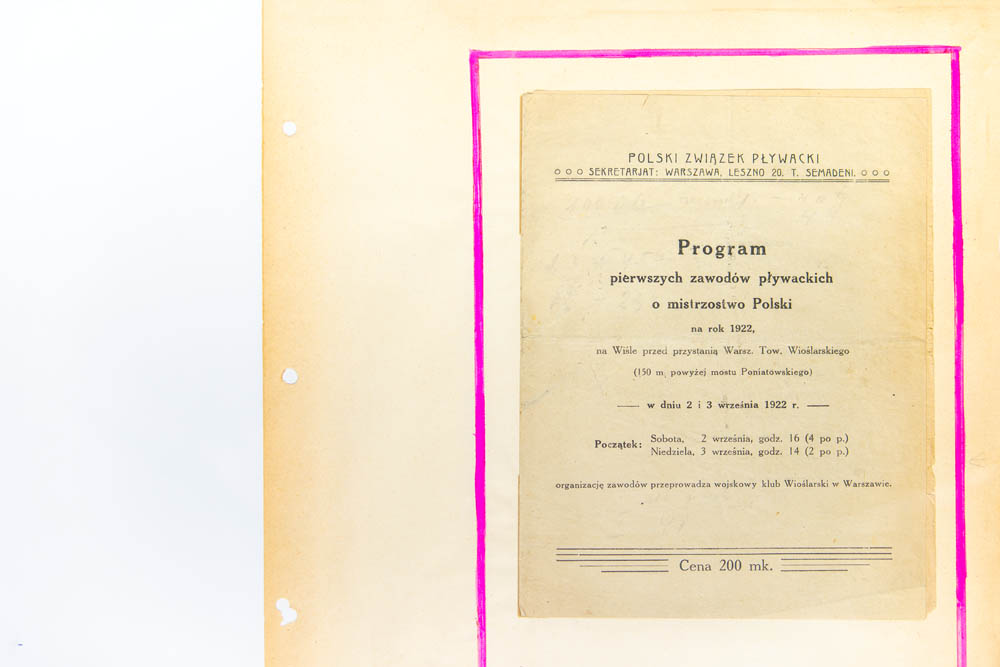 POLSKI ZWIĄZEK PŁYWACKI
SEKRETARJAT: WARSZAWA, LESZNO 20. T. SEMADENI.
Program
pierwszych zawodów pływackich
o mistrzostwo Polski
na rok 1922,
na Wiśle przed przystanią Warsz. Tow. Wioślarskiego
(150 m. powyżej mostu Poniatowskiego)
w dniu 2 i 3 września 1922 r.
Początek: Sobota, 2 września, godz. 16 (4 po p.)
Niedziela, 3 września, godz. 14 (2 po p.)
organizację zawodów przeprowadza wojskowy klub Wioślarski w Warszawie.
Cena 200 mk.